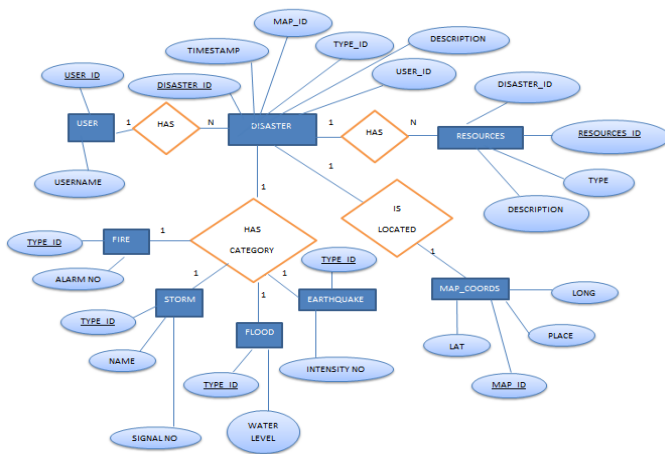 MAP_ID
TIMESTAMP
TYPE_ID
DESCRIPTION
USER_ID
DISASTER_ID
USER_ID
DISASTER_ID
USER
1
HAS
N
DISASTER
1
HAS
N
RESOURCES
RESOURCES_ID
USERNAME
TYPE
DESCRIPTION
1
1
IS
LOCATED
HAS
CATEGORY
FIRE
1
TYPE_ID
ALARM NO
TYPE_ID
1
1
1
1
STORM
EARTHQUAKE
MAP_COORDS
LONG
TYPE_ID
NAME
FLOOD
LAT
PLACE
TYPE_ID
INTENSITY NO
MAP_ID
SIGNAL NO
WATER
LEVEL